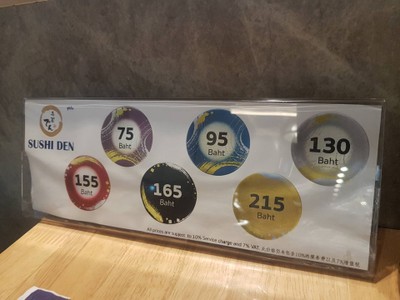 SUSHI DEN
75
Baht
95
Baht
130
Baht
155
Baht
165
Baht
215
Baht
All prices are subject to 10% Service charge and 7% VAT